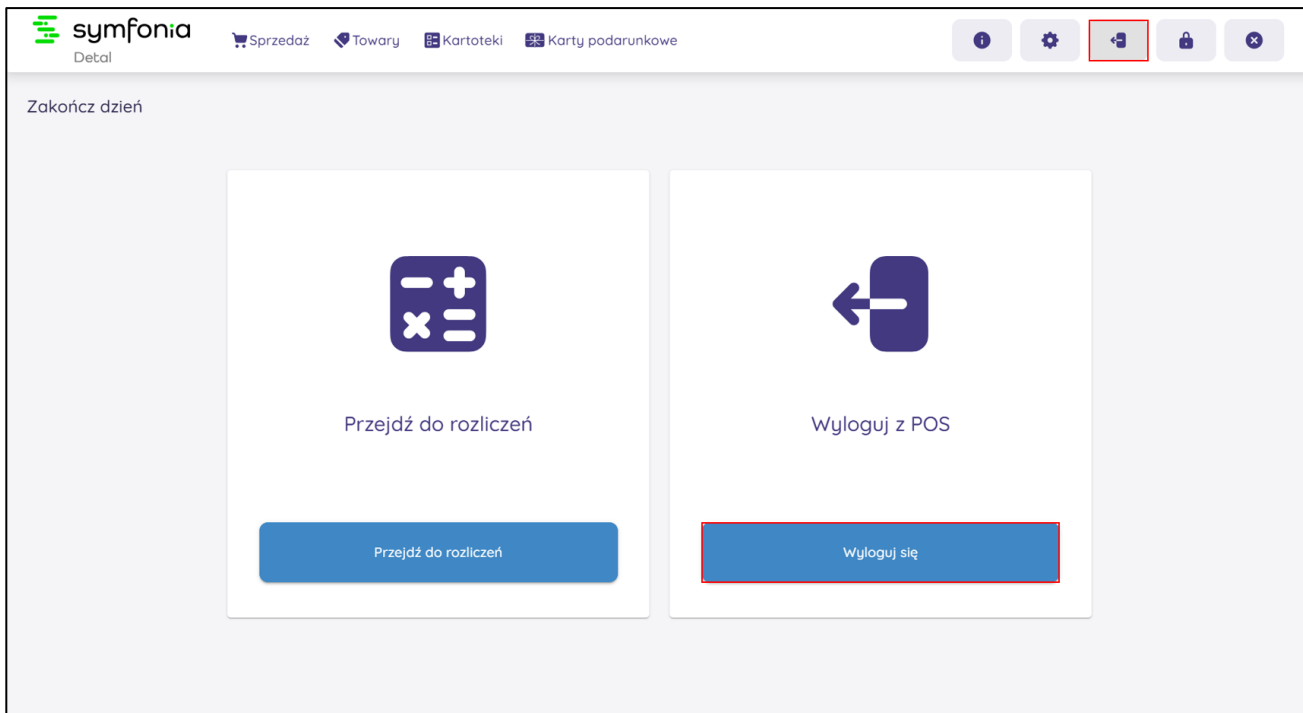 symfonia
Detal
Sprzedaż Towary Kartoteki Karty podarunkowe
Zakończ dzień
Przejdź do rozliczeń
Wyloguj z POS
Przejdź do rozliczeń
Wyloguj się